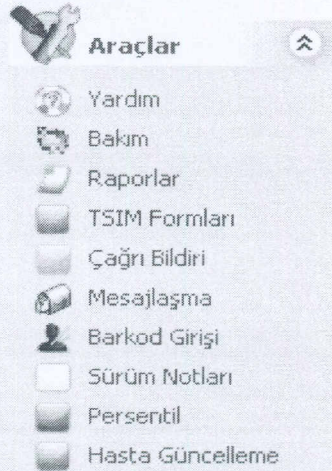 Araçlar
Yardım
Bakım
Raporlar
TSIM Formları
Çağrı Bildiri
Mesajlaşma
Barkod Girişi
Sürüm Notları
Persentil
Hasta Güncelleme